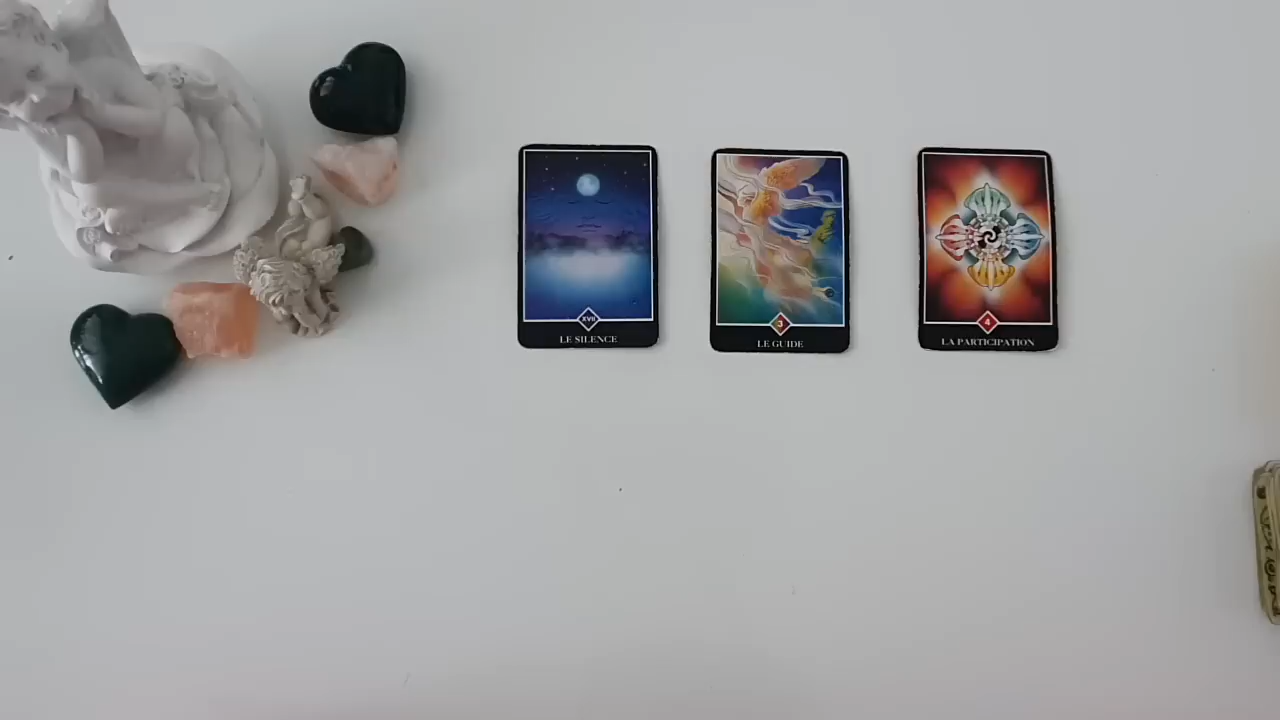 XVII
LE SILENCE
3
LE GUIDE
4
LA PARTICIPATION